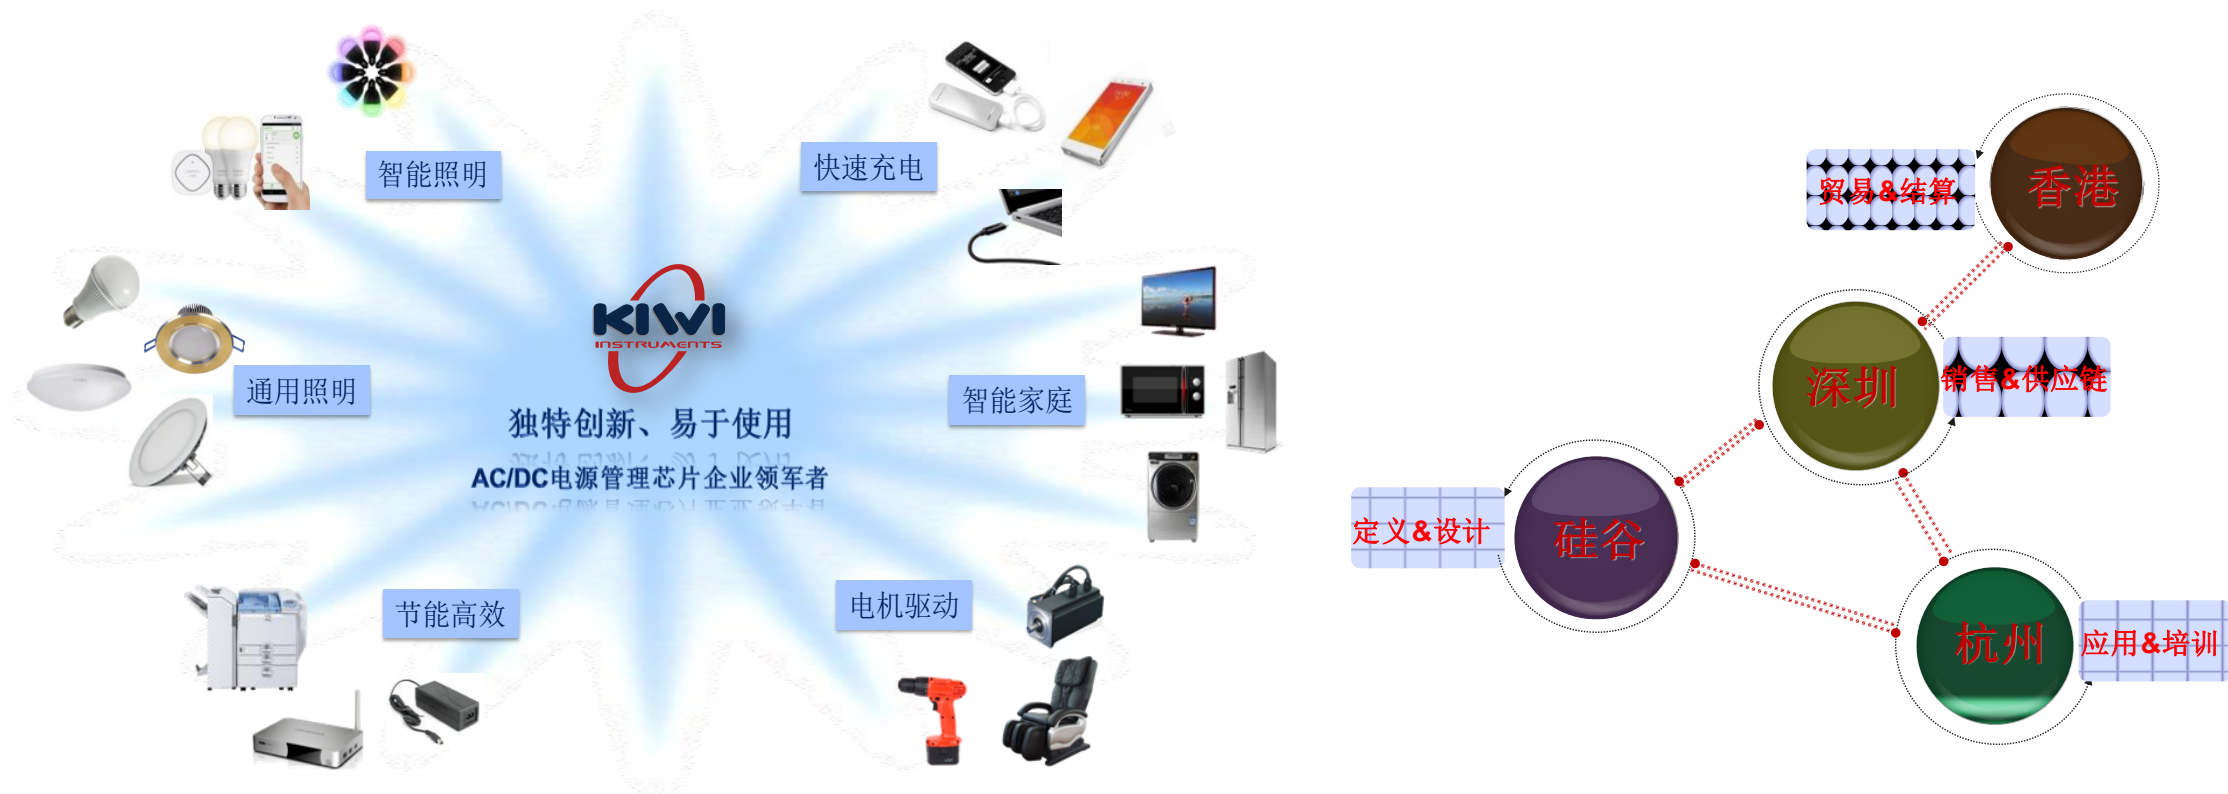 智能照明
快速充电
KIWI
INSTRUMENTS
通用照明
智能家庭
独特创新、易于使用
AC/DC电源管理芯片企业领军者
节能高效
电机驱动
香港
贸易&结算
深圳
销售&供应链
硅谷
定义&设计
杭州
应用&培训